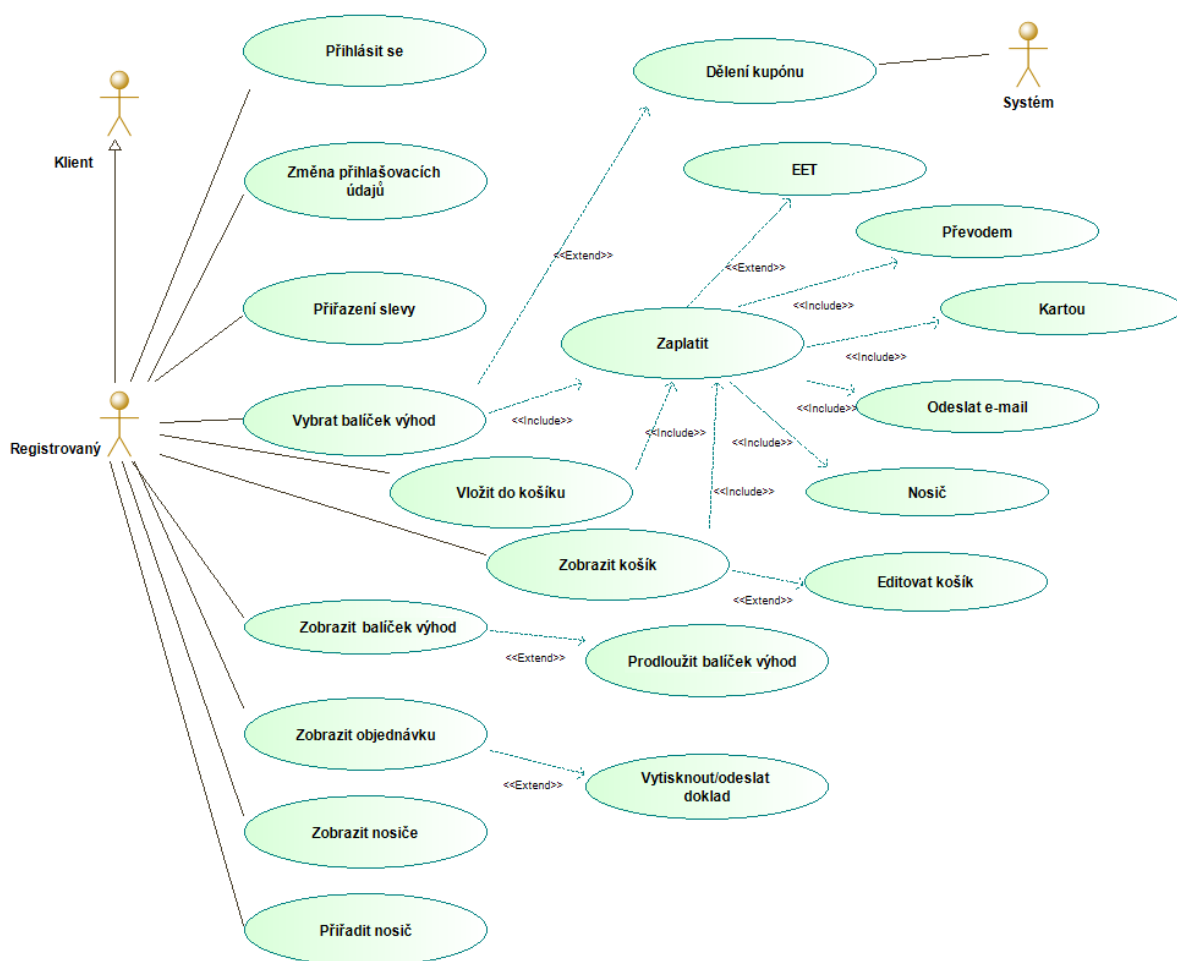 Přihlásit se
Dělení kupónu
Systém
Klient
EET
Změna přihlašovacích
údajů
Převodem
<<Extend>>
<<Extend>>
<<Include>>
Přiřazení slevy
Kartou
Zaplatit
<<Include>>
Odeslat e-mail
<<Include>>
Vybrat balíček výhod
<<Include>>
<<Include>>
<<Include>>
Registrovaný
Vložit do košíku
Nosič
<<Include>>
Zobrazit košík
Editovat košík
<<Extend>>
Zobrazit balíček výhod
<<Extend>>
Prodloužit balíček výhod
Zobrazit objednávku
<<Extend>>
Vytisknout/odeslat
doklad
Zobrazit nosiče
Přiřadit nosič